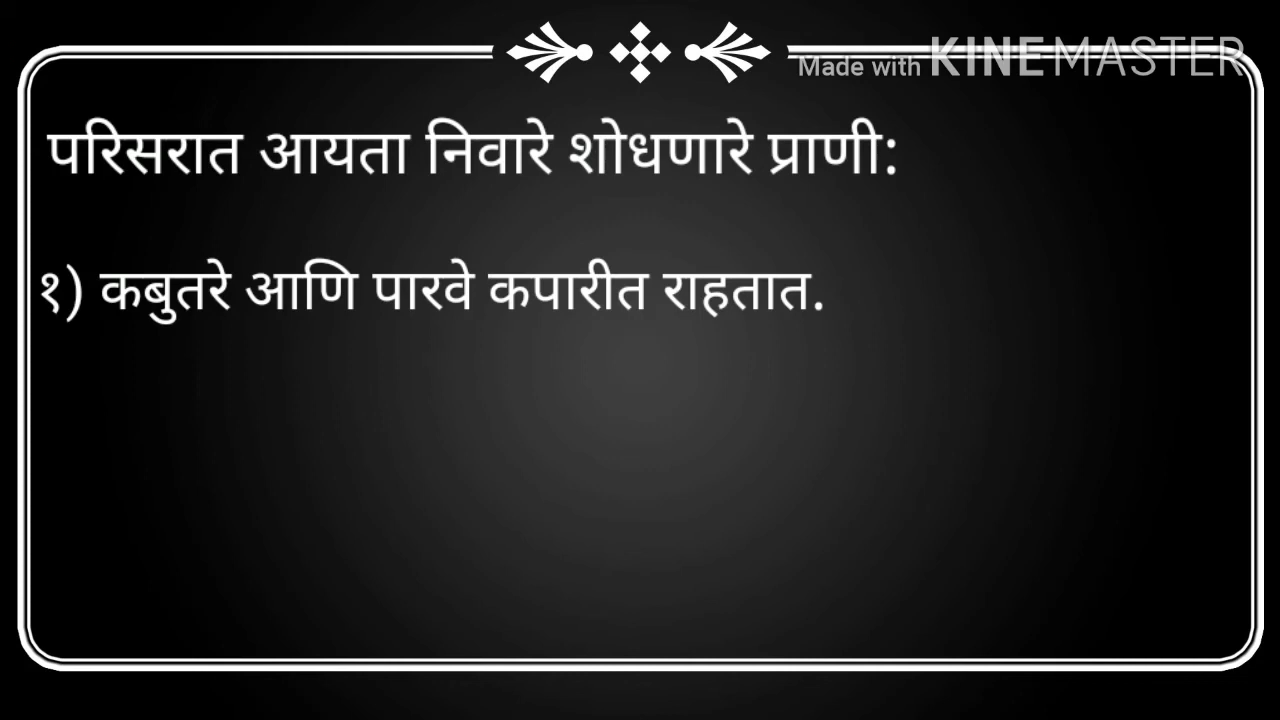 Made with KINEMASTER
परिसरात आयता निवारे शोधणारे प्राणी:
१) कबुतरे आणि पारवे कपारीत राहतात.